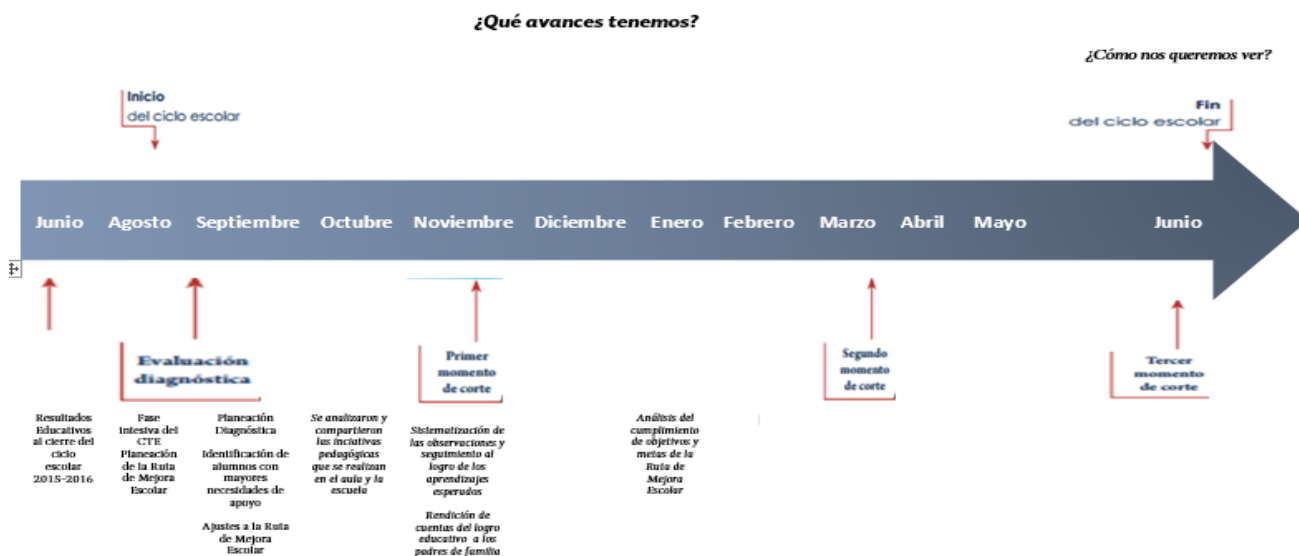 ¿Qué avances tenemos?
¿Cómo nos queremos ver?
Inicio
del ciclo escolar
Fin
del ciclo escolar
Junio Agosto Septiembre Octubre Noviembre Diciembre Enero Febrero Marzo Abril Mayo Junio
Evaluación
diagnóstica
Primer
momento
de corte
Segundo
momento
de corte
Tercer
momento
de corte
Resultados
Educativos
al cierre del
ciclo
escolar
2015-2016
Fase
intesiva del
CTE
Planeación
de la Ruta
de Mejora
Escolar
Planeación
Diagnóstica
Identificación de
alumnos con
mayores
necesidades de
apoyo
Ajustes a la Ruta
de Mejora
Escolar
Se analizaron y
compartieron
las inciativas
pedagógicas
que se realizan
en el aula y la
escuela
Sistematización de
las observaciones y
seguimiento al
logro de los
aprendizajes
esperados
Rendición de
cuentas del logro
educativo a los
padres de familia
Análisis del
cumplimiento
de objetivos y
metas de la
Ruta de
Mejora
Escolar